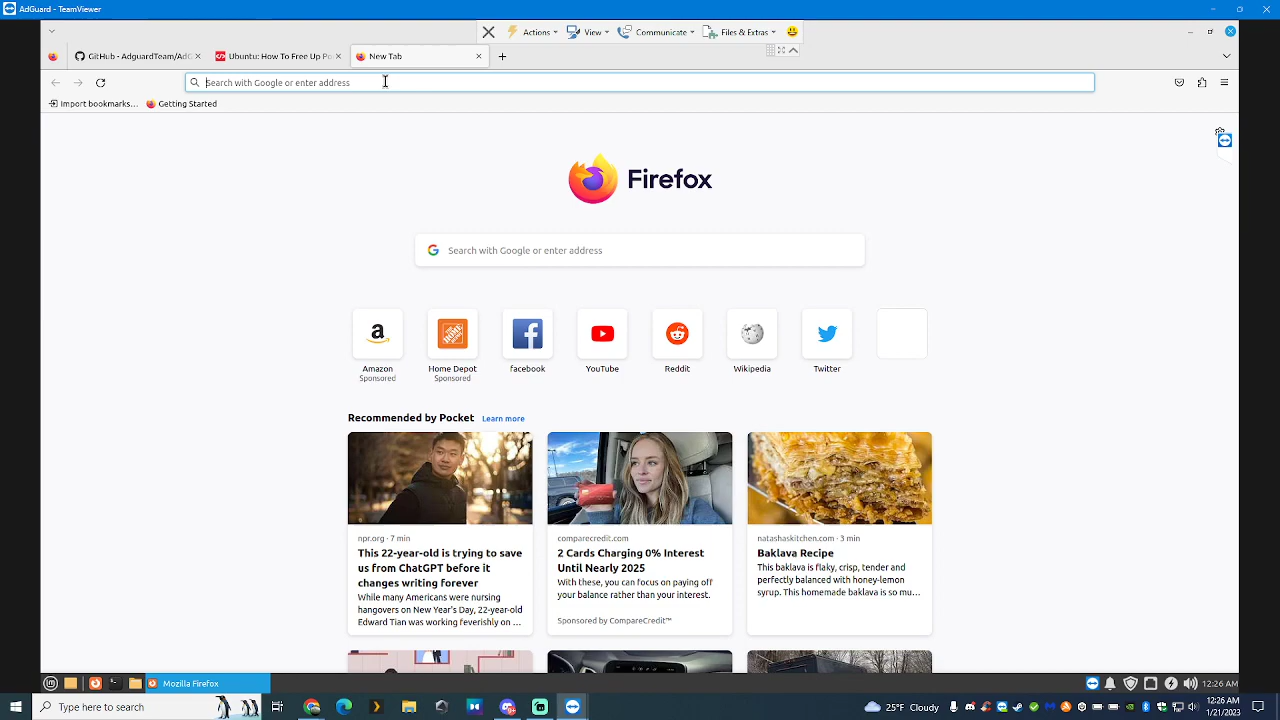 AdGuard - TeamViewer
Actions
View
Communicate
Files & Extras
GitHub - AdguardTeam/AdG
Ubuntu: How To Free Up Po
New Tab
Search with Google or enter address
Import bookmarks...
Getting Started
Firefox
Search with Google or enter address
a
facebook
Amazon
Sponsored
Home Depot
Sponsored
facebook
YouTube
Reddit
Wikipedia
Twitter
Recommended by Pocket
Learn more
npr.org · 7 min
This 22-year-old is trying to save
us from ChatGPT before it
changes writing forever
While many Americans were nursing
hangovers on New Year's Day, 22-year-old
Edward Tian was working feverishly on ...
comparecredit.com
2 Cards Charging 0% Interest
Until Nearly 2025
With these, you can focus on paying off
your balance rather than your interest.
Sponsored by CompareCredit™
natashaskitchen.com · 3 min
Baklava Recipe
This baklava is flaky, crisp, tender and
perfectly balanced with honey-lemon
syrup. This homemade baklava is so mu...
Mozilla Firefox
12:26 AM
Type here to search
25°F Cloudy
12:26 AM
1/21/2023